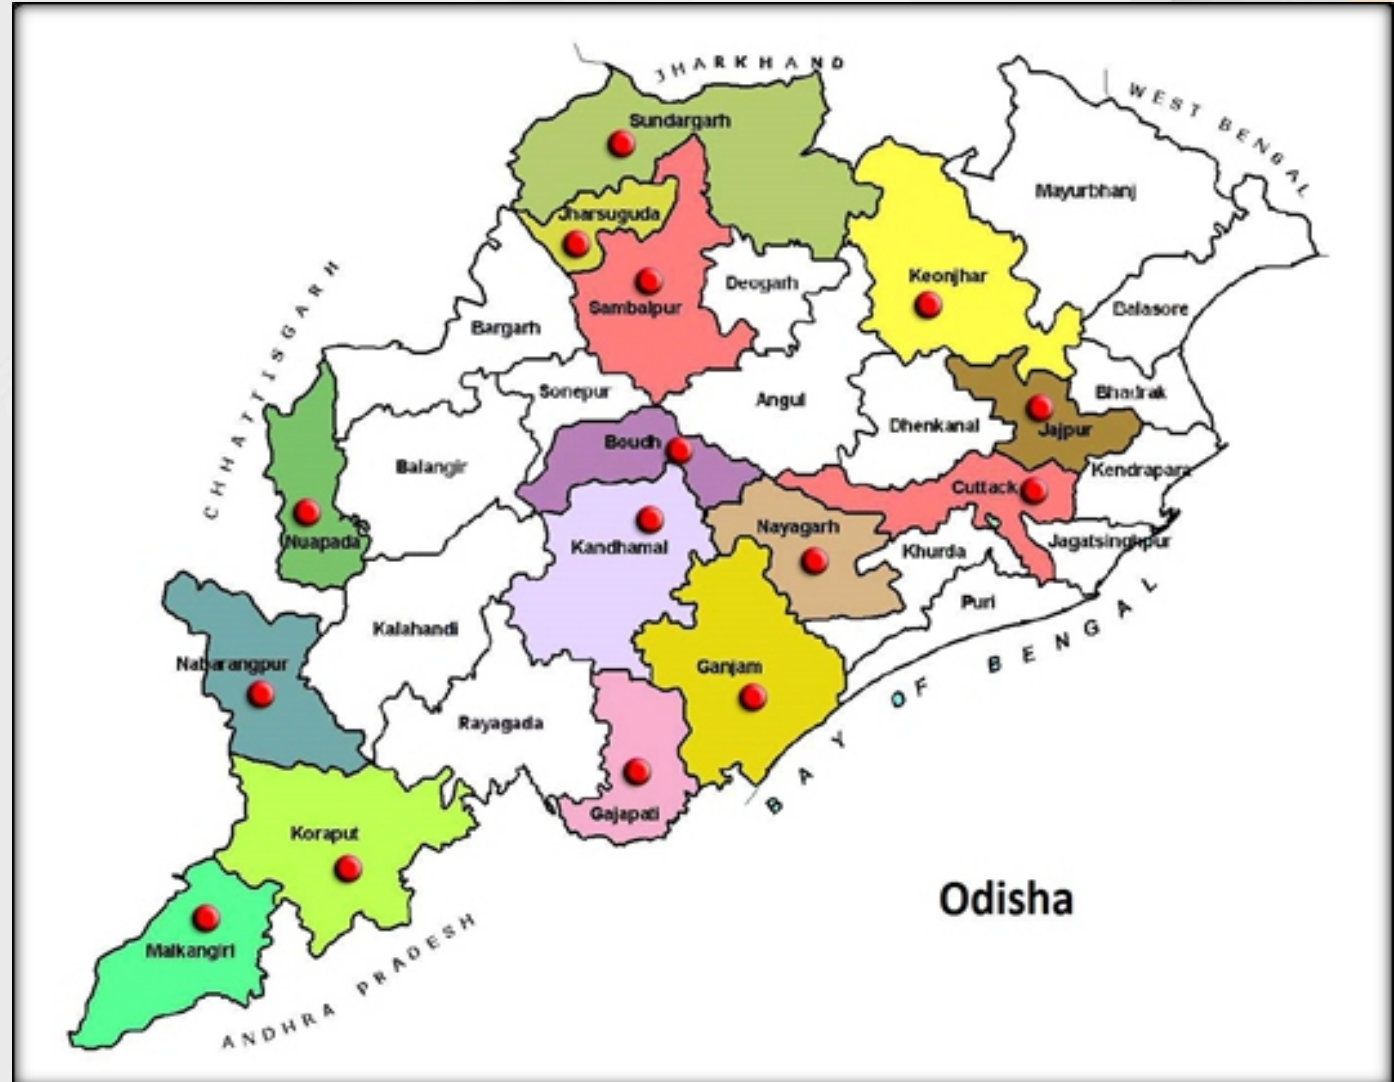 JHARKHAND
WEST BENGAL
Sundargarh
Mayurbhanj
Jharsuguda
CHHATTISGARH
Keonjhar
Deogarh
Sambalpur
Balasore
Bargarh
Sonepur
Angul
Bhadrak
Dhenkanal
Jajpur
Boudh
Balangir
Kendrapara
Cuttack
Nayagarh
Nuapada
Kandhamal
Khurda
Jagatsinghpur
Puri
Kalahandi
BAY OF BENGAL
Nabarangpur
Ganjam
Rayagada
Gajapati
Koraput
Odisha
Malkangiri
ANDHRA PRADESH